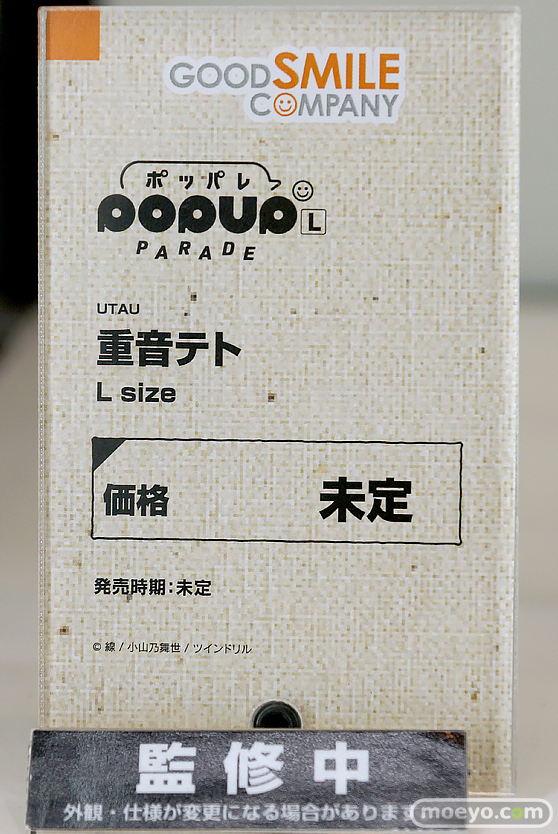 GOODSMILE
COMPANY
ポッパレ
POPUP L
PARADE
UTAU
重音テト
L size
価格 未定
発売時期:未定
© 線 / 小山乃舞世 / ツインドリル
監修中
外観・仕様が変更になる場合があります
moeyo.com